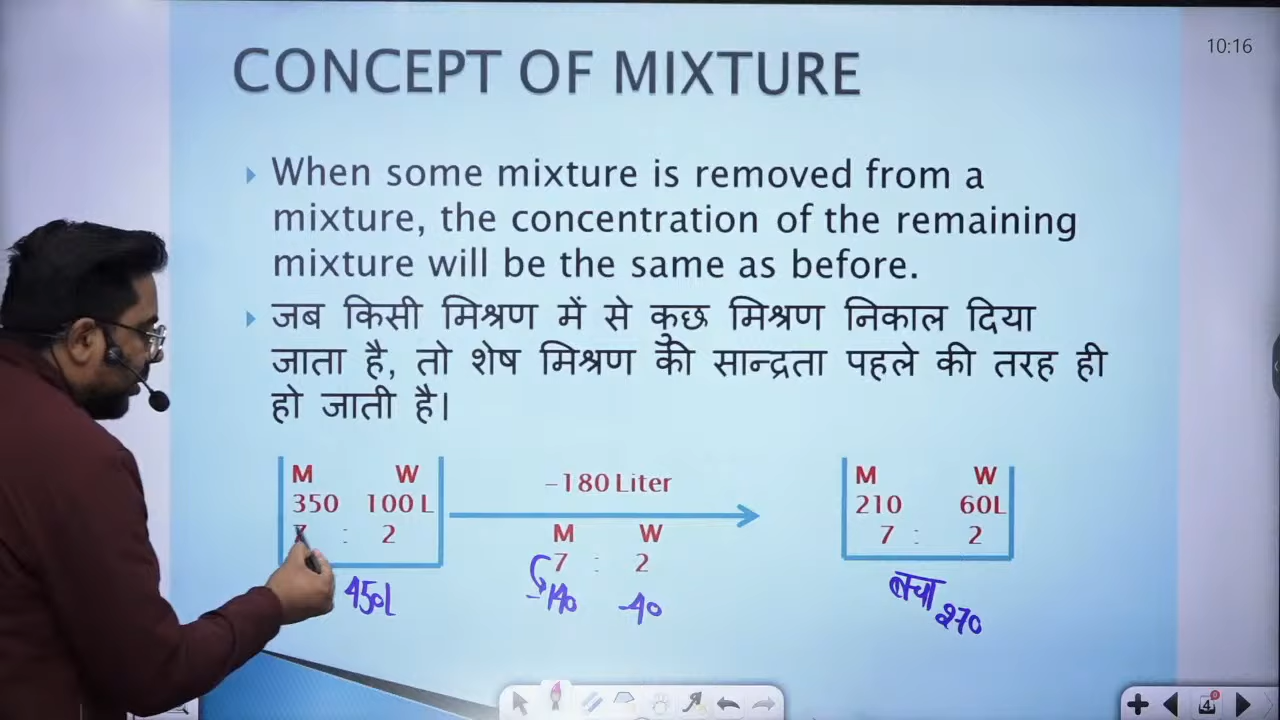 10:16
CONCEPT OF MIXTURE
When some mixture is removed from a
mixture, the concentration of the remaining
mixture will be the same as before.
जब किसी मिश्रण में से कुछ मिश्रण निकाल दिया
जाता है, तो शेष मिश्रण की सान्द्रता पहले की तरह ही
हो जाती है।
M W
350 100 L
7 : 2
450L
-180 Liter
M W
7 : 2
-140 -40
M W
210 60L
7 : 2
बचा
270
4